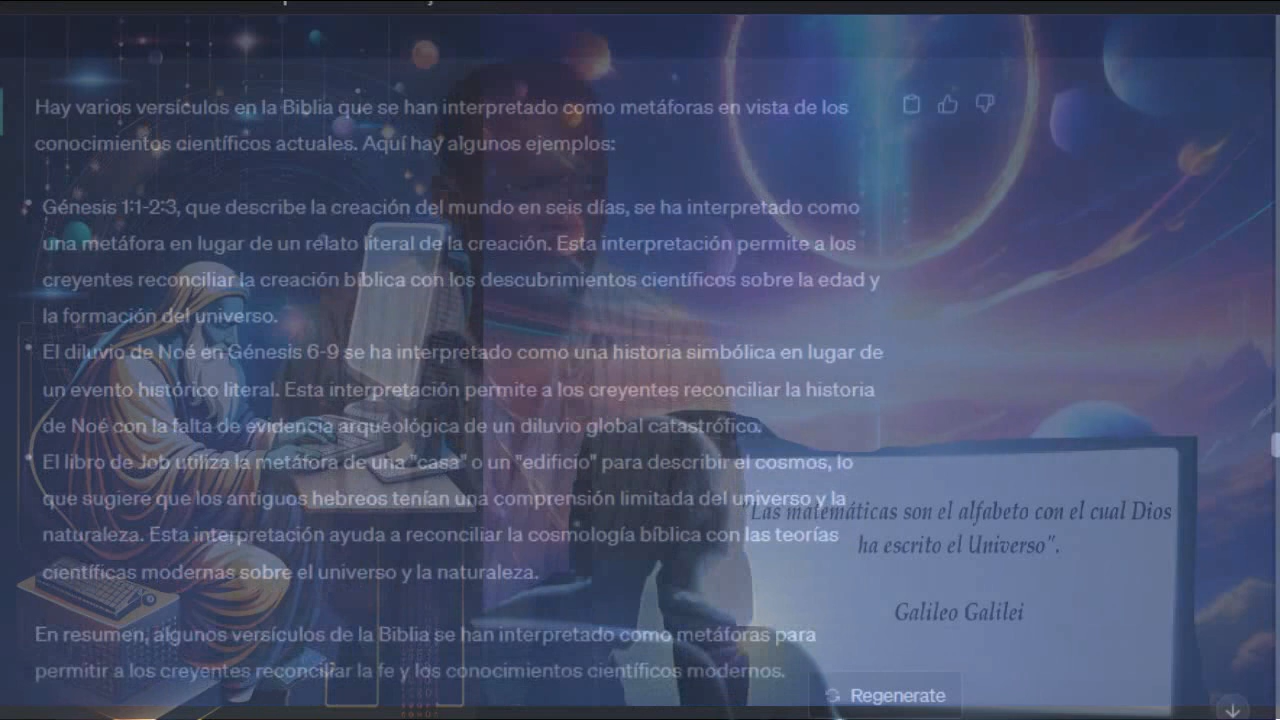 Hay varios versículos en la Biblia que se han interpretado como metáforas en vista de los
conocimientos científicos actuales. Aquí hay algunos ejemplos:
Génesis 1:1-2:3, que describe la creación del mundo en seis días, se ha interpretado como
una metáfora en lugar de un relato literal de la creación. Esta interpretación permite a los
creyentes reconciliar la creación bíblica con los descubrimientos científicos sobre la edad y
la formación del universo.
El diluvio de Noé en Génesis 6-9 se ha interpretado como una historia simbólica en lugar de
un evento histórico literal. Esta interpretación permite a los creyentes reconciliar la historia
de Noé con la falta de evidencia arqueológica de un diluvio global catastrófico.
El libro de Job utiliza la metáfora de una "casa" o un "edificio" para describir el cosmos, lo
que sugiere que los antiguos hebreos tenían una comprensión limitada del universo y la
naturaleza. Esta interpretación ayuda a reconciliar la cosmología bíblica con las teorías
científicas modernas sobre el universo y la naturaleza.
En resumen, algunos versículos de la Biblia se han interpretado como metáforas para
permitir a los creyentes reconciliar la fe y los conocimientos científicos modernos.
"Las matemáticas son el alfabeto con el cual Dios
ha escrito el Universo".
Galileo Galilei
Regenerate